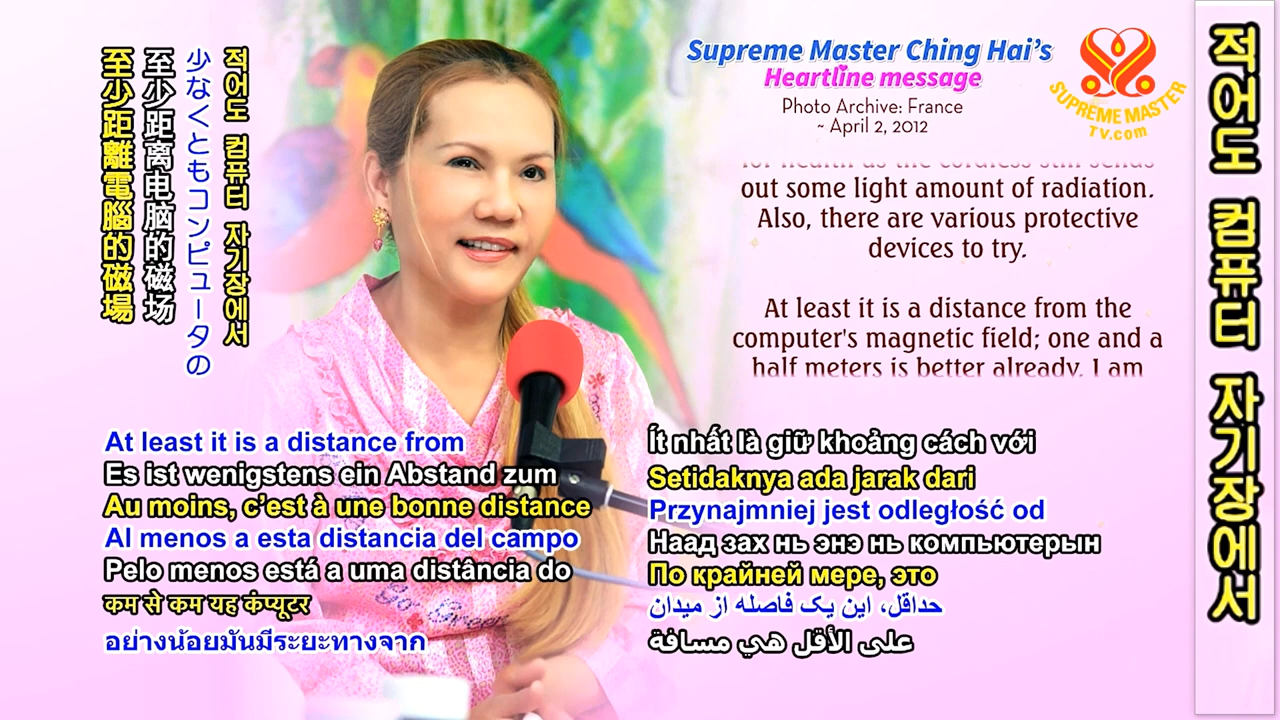 Supreme Master Ching Hai's
Heartline message
Photo Archive: France
~ April 2, 2012
SUPREME MASTER
TV.com
for health as the cordless still sends
out some light amount of radiation.
Also, there are various protective
devices to try.
At least it is a distance from the
computer's magnetic field; one and a
half meters is better already. I am
적어도 컴퓨터 자기장에서
少なくともコンピュータの
至少距离电脑的磁场
至少距離電腦的磁場
적어도 컴퓨터 자기장에서
At least it is a distance from
Es ist wenigstens ein Abstand zum
Au moins, c'est à une bonne distance
Al menos a esta distancia del campo
Pelo menos está a uma distância do
कम से कम यह कंप्यूटर
อย่างน้อยมันมีระยะทางจาก
Ít nhất là giữ khoảng cách với
Setidaknya ada jarak dari
Przynajmniej jest odległość od
Наад зах нь энэ нь компьютерын
По крайней мере, это
حداقل، این یک فاصله از میدان
على الأقل هي مسافة
Go Green